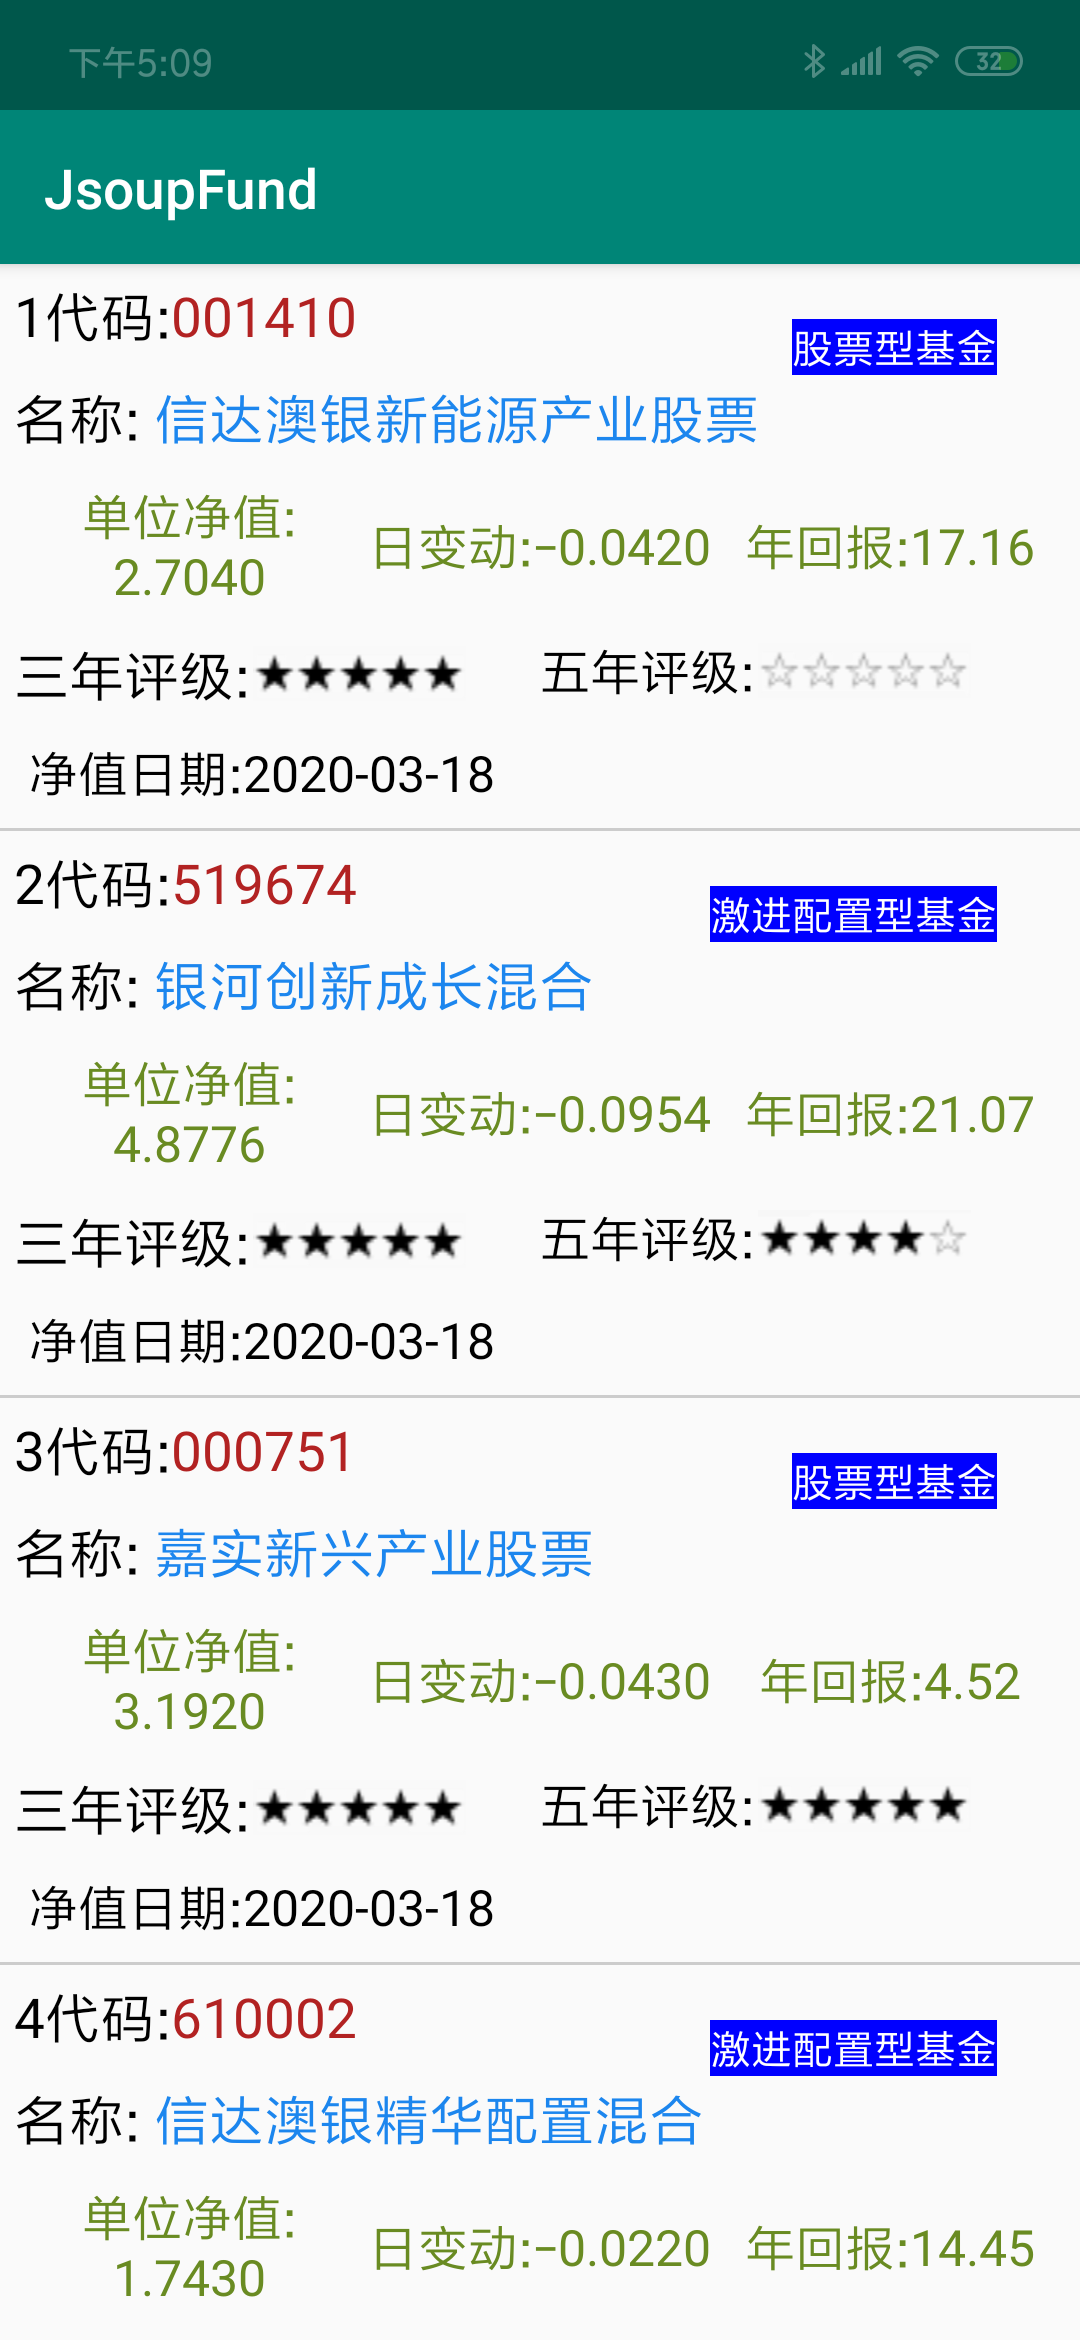 下午5:09
32
JsoupFund
1代码:001410
股票型基金
名称: 信达澳银新能源产业股票
单位净值:
2.7040
日变动:-0.0420
年回报:17.16
三年评级:★★★★★
五年评级:☆☆☆☆☆
净值日期:2020-03-18
2代码:519674
激进配置型基金
名称: 银河创新成长混合
单位净值:
4.8776
日变动:-0.0954
年回报:21.07
三年评级:★★★★★
五年评级:★★★★☆
净值日期:2020-03-18
3代码:000751
股票型基金
名称: 嘉实新兴产业股票
单位净值:
3.1920
日变动:-0.0430
年回报:4.52
三年评级:★★★★★
五年评级:★★★★★
净值日期:2020-03-18
4代码:610002
激进配置型基金
名称: 信达澳银精华配置混合
单位净值:
1.7430
日变动:-0.0220
年回报:14.45